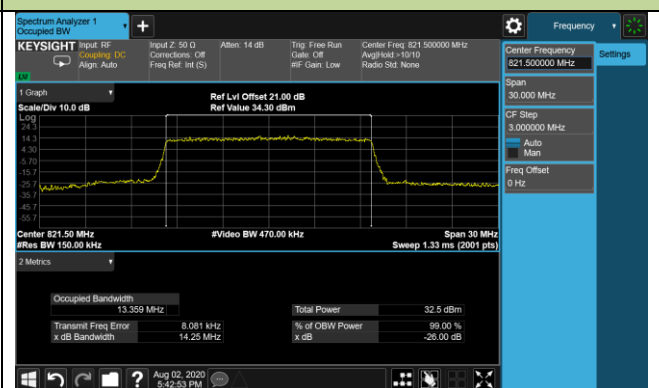 Spectrum Analyzer 1
Occupied BW
Frequency
KEYSIGHT
Input: RF
Coupling: DC
Align: Auto
Input Z: 50 Ω
Corrections: Off
Freq Ref: Int (S)
Atten: 14 dB
Trig: Free Run
Gate: Off
#IF Gain: Low
Center Freq: 821.500000 MHz
Avg|Hold:>10/10
Radio Std: None
LVI
Center Frequency
821.500000 MHz
Settings
Span
30.000 MHz
CF Step
3.000000 MHz
Auto
Man
Freq Offset
0 Hz
1 Graph
Scale/Div 10.0 dB
Ref Lvl Offset 21.00 dB
Ref Value 34.30 dBm
Log
24.3
14.3
4.30
-5.70
-15.7
-25.7
-35.7
-45.7
-55.7
Center 821.50 MHz
#Video BW 470.00 kHz
Span 30 MHz
#Res BW 150.00 kHz
Sweep 1.33 ms (2001 pts)
2 Metrics
Occupied Bandwidth
13.359 MHz
Total Power
32.5 dBm
Transmit Freq Error
8.081 kHz
% of OBW Power
99.00 %
x dB Bandwidth
14.25 MHz
x dB
-26.00 dB
?
Aug 02, 2020
5:42:53 PM